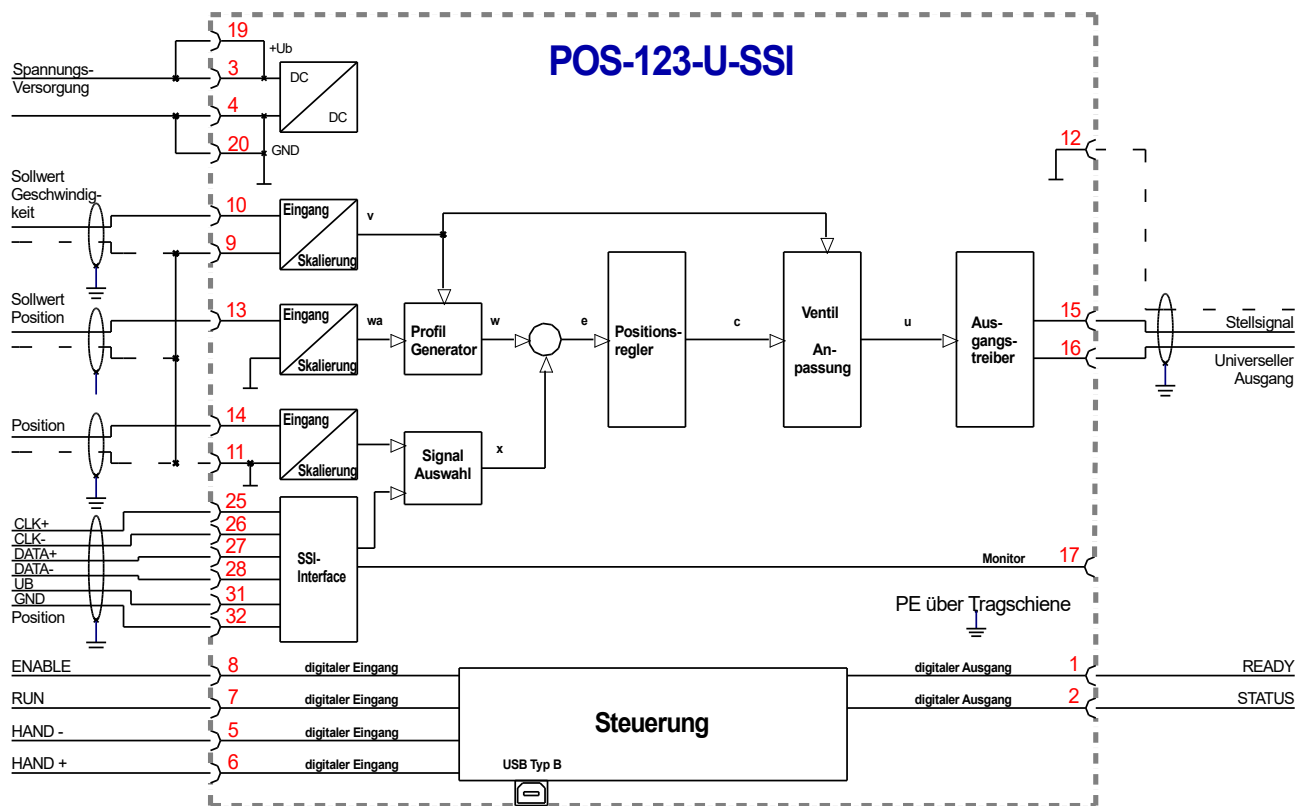 POS-123-U-SSI
19
+Ub
Spannungs-
Versorgung
3
DC
DC
4
20
GND
12
Sollwert
Geschwindig-
keit
10
Eingang
v
9
Skalierung
Sollwert
Position
13
Eingang
Skalierung
wa
Profil
Generator
w
e
Positions-
regler
c
Ventil
An-
passung
u
Aus-
gangs-
treiber
15
Stellsignal
16
Universeller
Ausgang
Position
14
Eingang
11
Skalierung
Signal
Auswahl
x
25
CLK+
26
CLK-
27
DATA+
28
DATA-
31
UB
32
GND
Position
SSI-
Interface
Monitor
17
PE über Tragschiene
ENABLE
8
digitaler Eingang
digitaler Ausgang
1
READY
RUN
7
digitaler Eingang
digitaler Ausgang
2
STATUS
Steuerung
HAND -
5
digitaler Eingang
HAND +
6
digitaler Eingang
USB Typ B